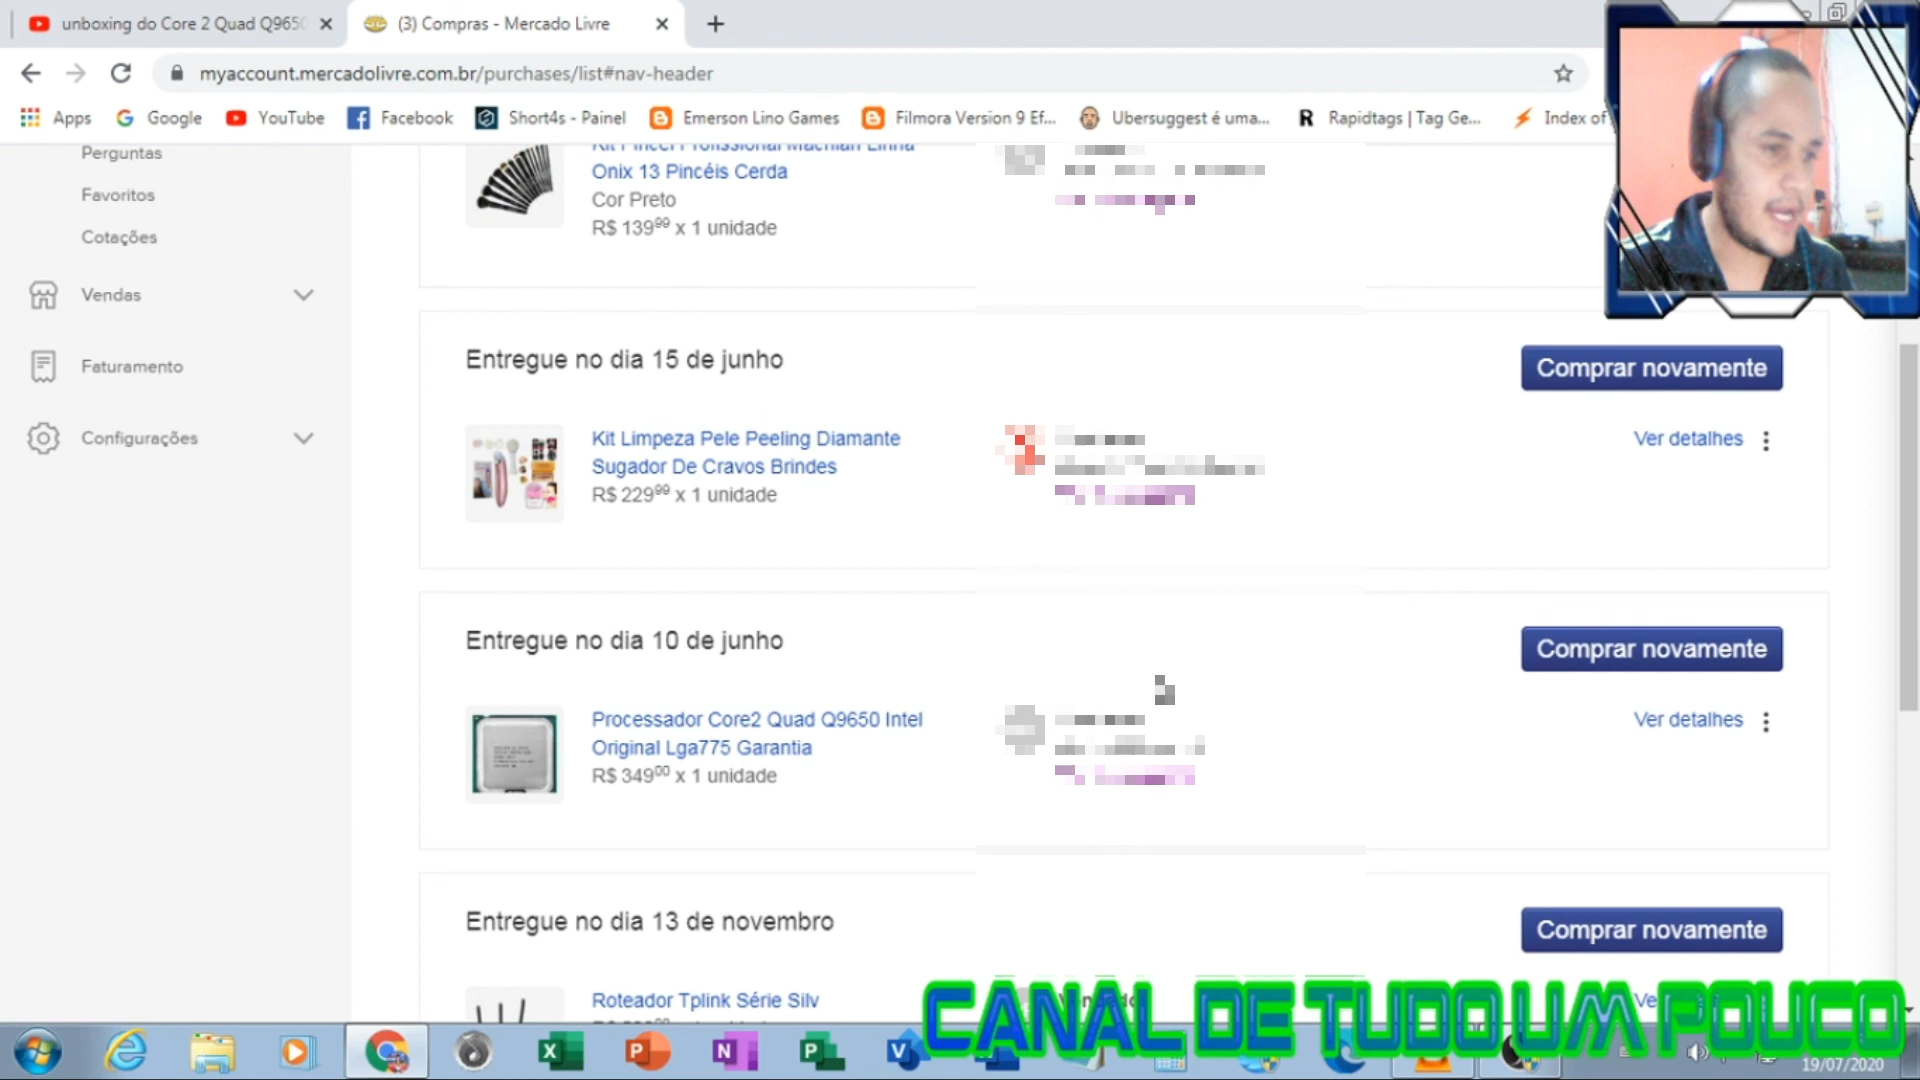 unboxing do Core 2 Quad Q9650
(3) Compras - Mercado Livre
myaccount.mercadolivre.com.br/purchases/list#nav-header
Apps Google YouTube Facebook Short4s - Painel Emerson Lino Games Filmora Version 9 Ef... Ubersuggest é uma... Rapidtags | Tag Ge... Index of
Perguntas
Favoritos
Cotações
Vendas
Faturamento
Configurações
Kit Pincel Profissional Macrilan Linha
Onix 13 Pincéis Cerda
Cor Preto
R$ 139⁹⁹ x 1 unidade
Entregue no dia 15 de junho
Comprar novamente
Kit Limpeza Pele Peeling Diamante
Sugador De Cravos Brindes
R$ 229⁹⁹ x 1 unidade
Ver detalhes
Entregue no dia 10 de junho
Comprar novamente
Processador Core2 Quad Q9650 Intel
Original Lga775 Garantia
R$ 349⁰⁰ x 1 unidade
Ver detalhes
Entregue no dia 13 de novembro
Comprar novamente
Roteador Tplink Série Silv
CANAL DE TUDO UM POUCO
19/07/2020